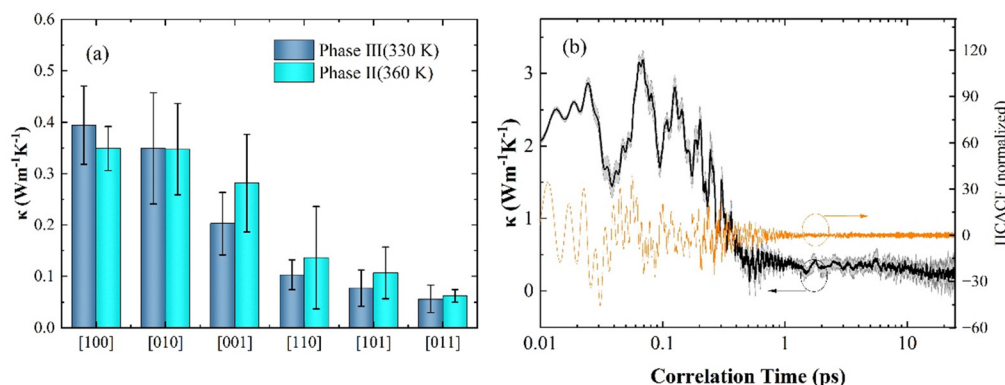 (a)
Phase III(330 K)
Phase II(360 K)
κ (Wm⁻¹K⁻¹)
0.6
0.5
0.4
0.3
0.2
0.1
0.0
[100] [010] [001] [110] [101] [011]
(b)
κ (Wm⁻¹K⁻¹)
3
2
1
0
120
90
60
30
0
-30
-60
HCACF (normalized)
0.01 0.1 1 10
Correlation Time (ps)